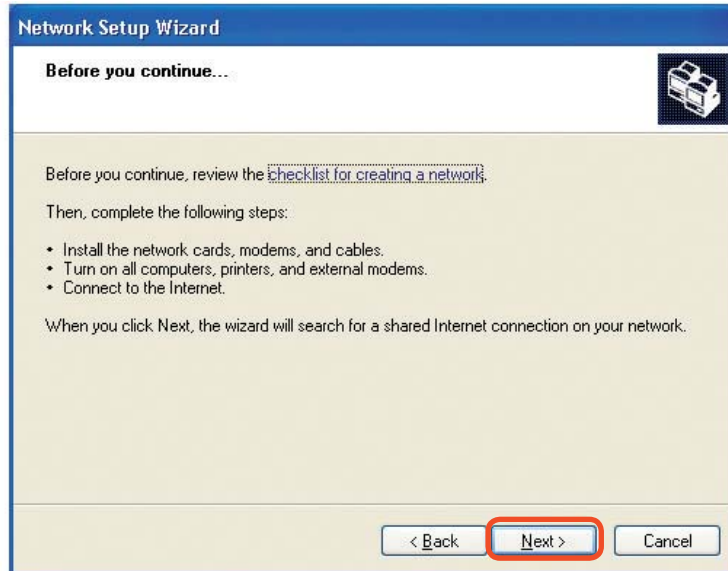 Network Setup Wizard
Before you continue...
Before you continue, review the checklist for creating a network.
Then, complete the following steps:
• Install the network cards, modems, and cables.
• Turn on all computers, printers, and external modems.
• Connect to the Internet.
When you click Next, the wizard will search for a shared Internet connection on your network.
< Back Next > Cancel